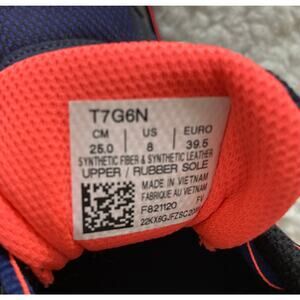 T7G6N
CM US EURO
25.0 8 39.5
SYNTHETIC FIBER & SYNTHETIC LEATHER
UPPER / RUBBER SOLE
MADE IN VIETNAM
FABRIQUE AU VIETNAM
F821120 FV